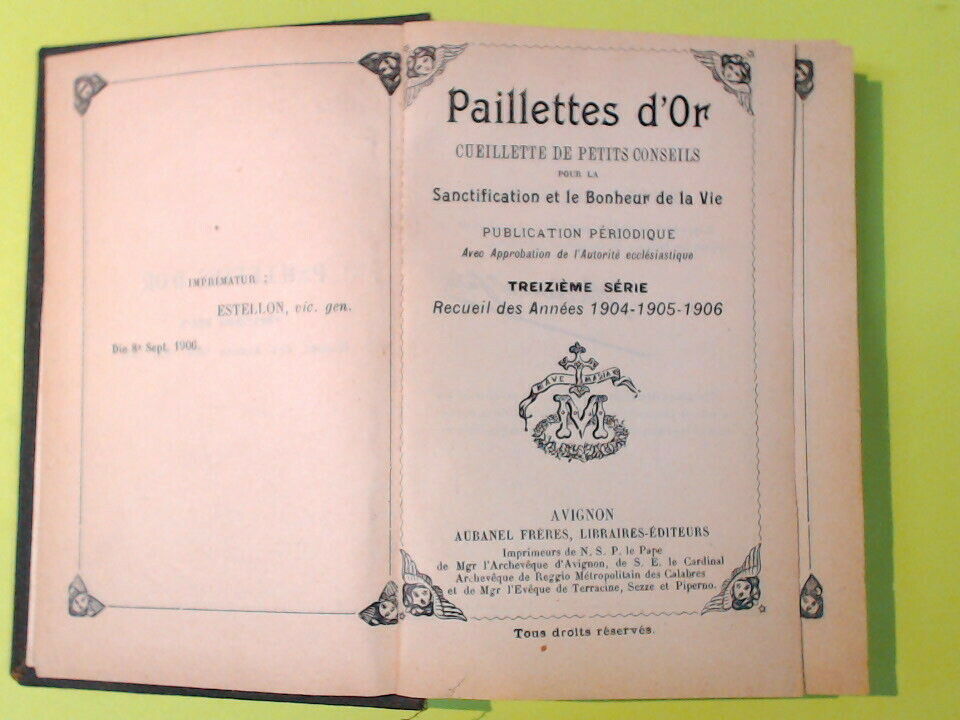 IMPRIMATUR :
ESTELLON, vic. gen.
Die 8ª Sept. 1906.
Paillettes d'Or
CUEILLETTE DE PETITS CONSEILS
POUR LA
Sanctification et le Bonheur de la Vie
PUBLICATION PÉRIODIQUE
Avec Approbation de l'Autorité ecclésiastique
TREIZIÈME SÉRIE
Recueil des Années 1904-1905-1906
AVE MARIA
M
AVIGNON
AUBANEL FRÈRES, LIBRAIRES-ÉDITEURS
Imprimeurs de N. S. P. le Pape
de Mgr l'Archevêque d'Avignon, de S. E. le Cardinal
Archevêque de Reggio Métropolitain des Calabres
et de Mgr l'Evêque de Terracine, Sezze et Piperno.
Tous droits réservés.